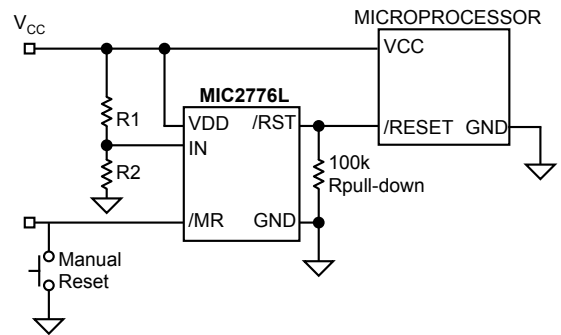 MICROPROCESSOR
VCC
VCC
MIC2776L
R1
VDD /RST
/RESET GND
IN
R2
100k
Rpull-down
/MR GND
Manual
Reset